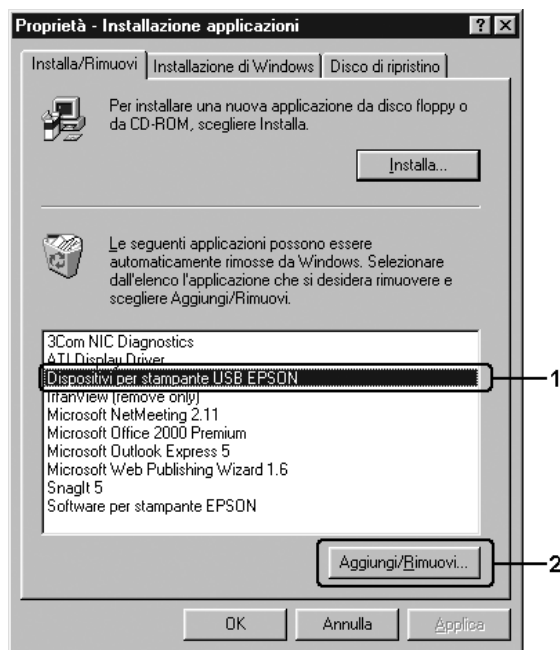 Proprietà - Installazione applicazioni
Installa/Rimuovi
Installazione di Windows
Disco di ripristino
Per installare una nuova applicazione da disco floppy o
da CD-ROM, scegliere Installa.
Installa...
Le seguenti applicazioni possono essere
automaticamente rimosse da Windows. Selezionare
dall'elenco l'applicazione che si desidera rimuovere e
scegliere Aggiungi/Rimuovi.
3Com NIC Diagnostics
ATI Display Driver
Dispositivi per stampante USB EPSON
1
IrfanView (remove only)
Microsoft NetMeeting 2.11
Microsoft Office 2000 Premium
Microsoft Outlook Express 5
Microsoft Web Publishing Wizard 1.6
SnagIt 5
Software per stampante EPSON
Aggiungi/Rimuovi...
2
OK
Annulla
Applica